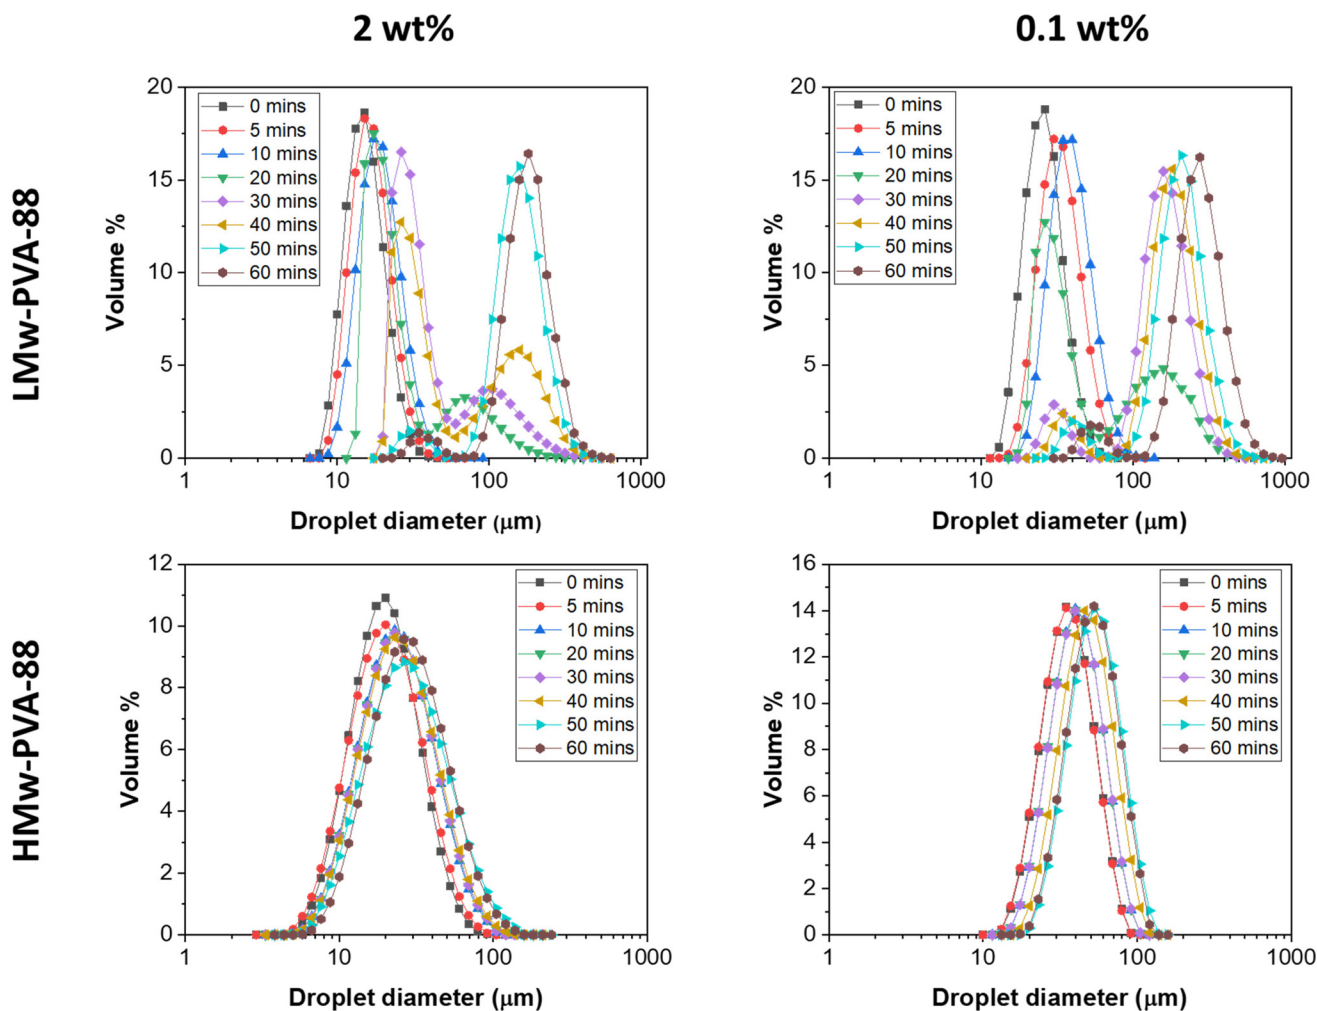 2 wt%
0.1 wt%
LMw-PVA-88
20
15
10
5
0
Volume %
0 mins
5 mins
10 mins
20 mins
30 mins
40 mins
50 mins
60 mins
1
10
100
1000
Droplet diameter (μm)
20
15
10
5
0
Volume %
0 mins
5 mins
10 mins
20 mins
30 mins
40 mins
50 mins
60 mins
1
10
100
1000
Droplet diameter (μm)
HMw-PVA-88
12
10
8
6
4
2
0
Volume %
0 mins
5 mins
10 mins
20 mins
30 mins
40 mins
50 mins
60 mins
1
10
100
1000
Droplet diameter (μm)
16
14
12
10
8
6
4
2
0
Volume %
0 mins
5 mins
10 mins
20 mins
30 mins
40 mins
50 mins
60 mins
1
10
100
1000
Droplet diameter (μm)